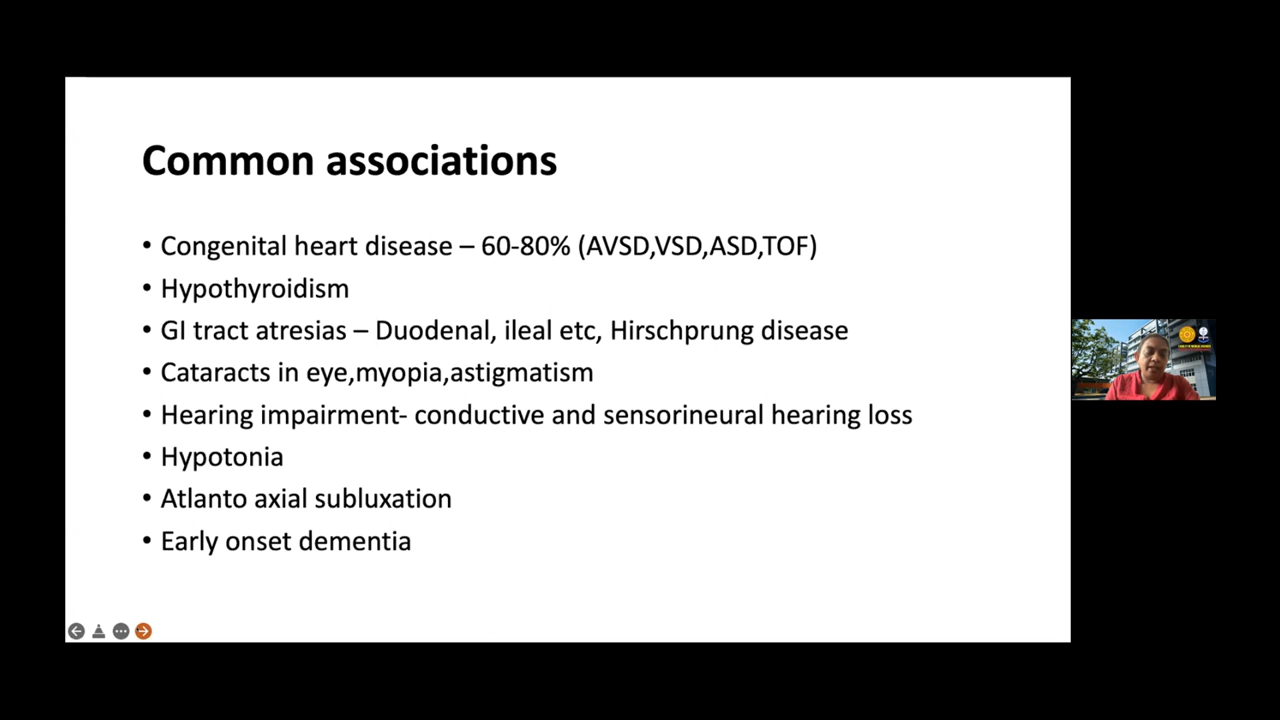 Common associations
• Congenital heart disease – 60-80% (AVSD,VSD,ASD,TOF)
• Hypothyroidism
• GI tract atresias – Duodenal, ileal etc, Hirschprung disease
• Cataracts in eye,myopia,astigmatism
• Hearing impairment- conductive and sensorineural hearing loss
• Hypotonia
• Atlanto axial subluxation
• Early onset dementia